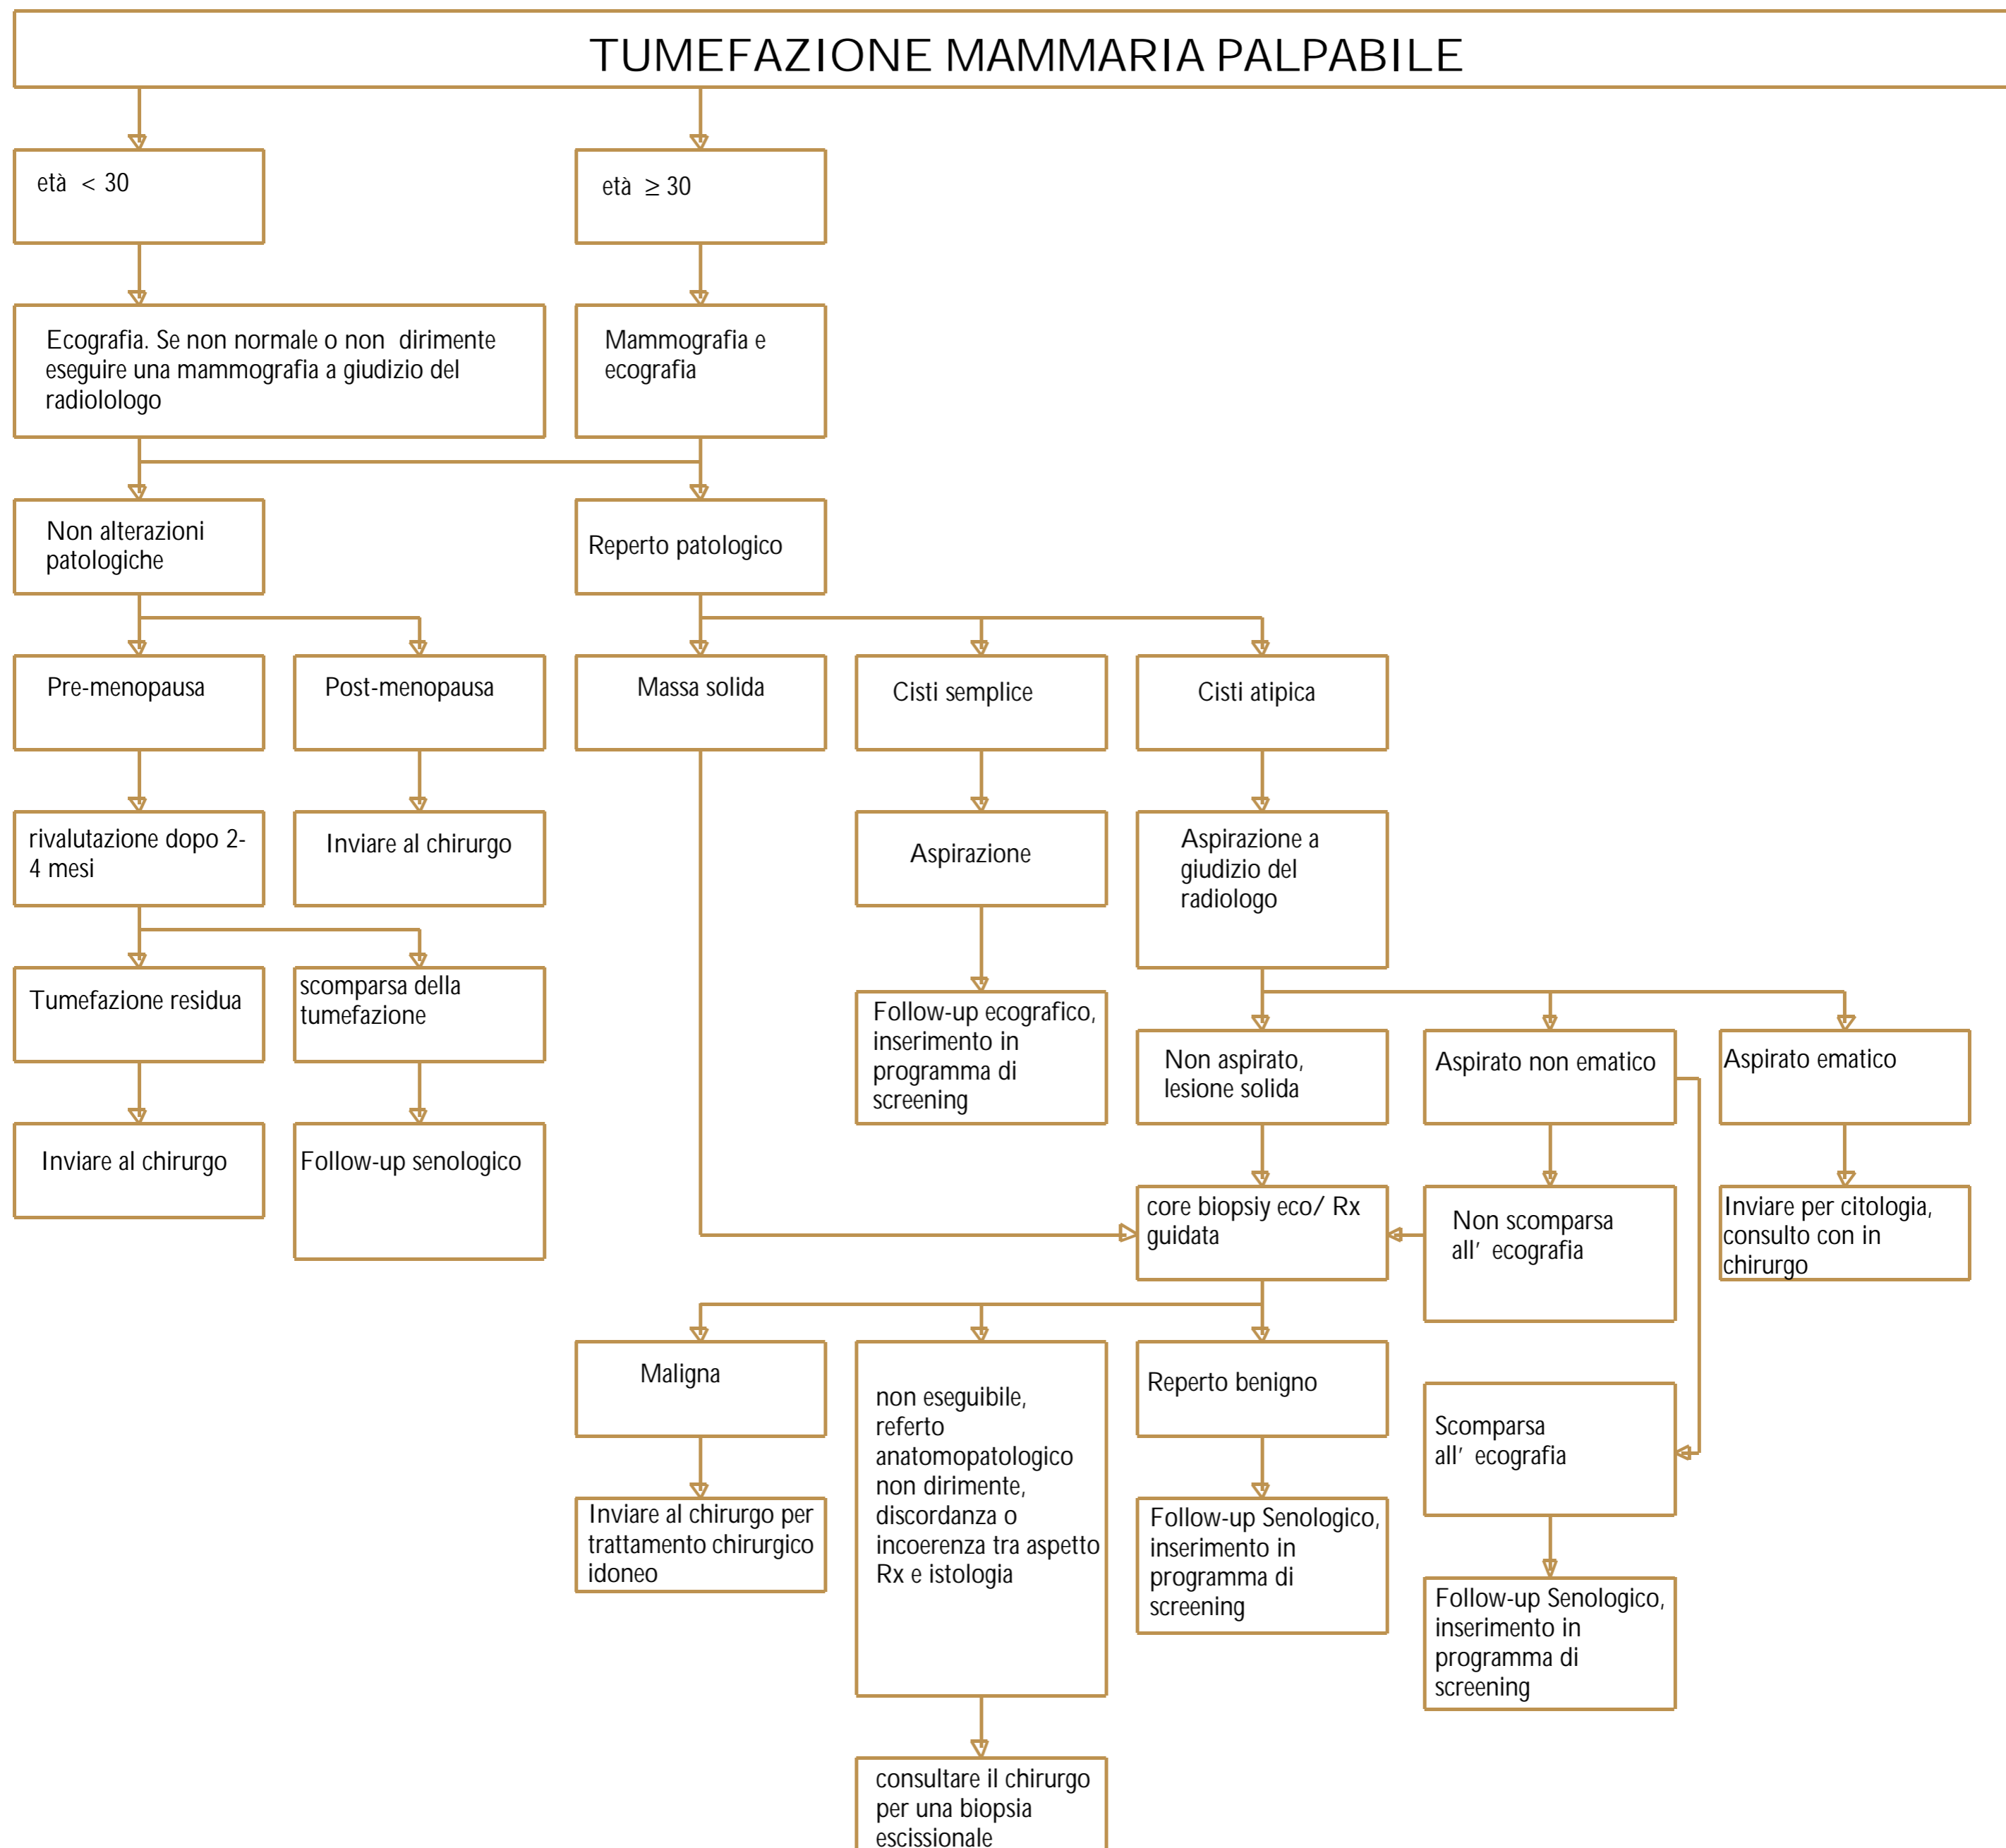 TUMEFAZIONE MAMMARIA PALPABILE
età < 30
età ≥ 30
Ecografia. Se non normale o non dirimente
eseguire una mammografia a giudizio del
radiolologo
Mammografia e
ecografia
Non alterazioni
patologiche
Reperto patologico
Pre-menopausa
Post-menopausa
Massa solida
Cisti semplice
Cisti atipica
rivalutazione dopo 2-
4 mesi
Inviare al chirurgo
Aspirazione
Aspirazione a
giudizio del
radiologo
Tumefazione residua
scomparsa della
tumefazione
Follow-up ecografico,
inserimento in
programma di
screening
Non aspirato,
lesione solida
Aspirato non ematico
Aspirato ematico
Inviare al chirurgo
Follow-up senologico
core biopsiy eco/ Rx
guidata
Non scomparsa
all' ecografia
Inviare per citologia,
consulto con in
chirurgo
Maligna
non eseguibile,
referto
anatomopatologico
non dirimente,
discordanza o
incoerenza tra aspetto
Rx e istologia
Reperto benigno
Scomparsa
all' ecografia
Inviare al chirurgo per
trattamento chirurgico
idoneo
Follow-up Senologico,
inserimento in
programma di
screening
Follow-up Senologico,
inserimento in
programma di
screening
consultare il chirurgo
per una biopsia
escissionale